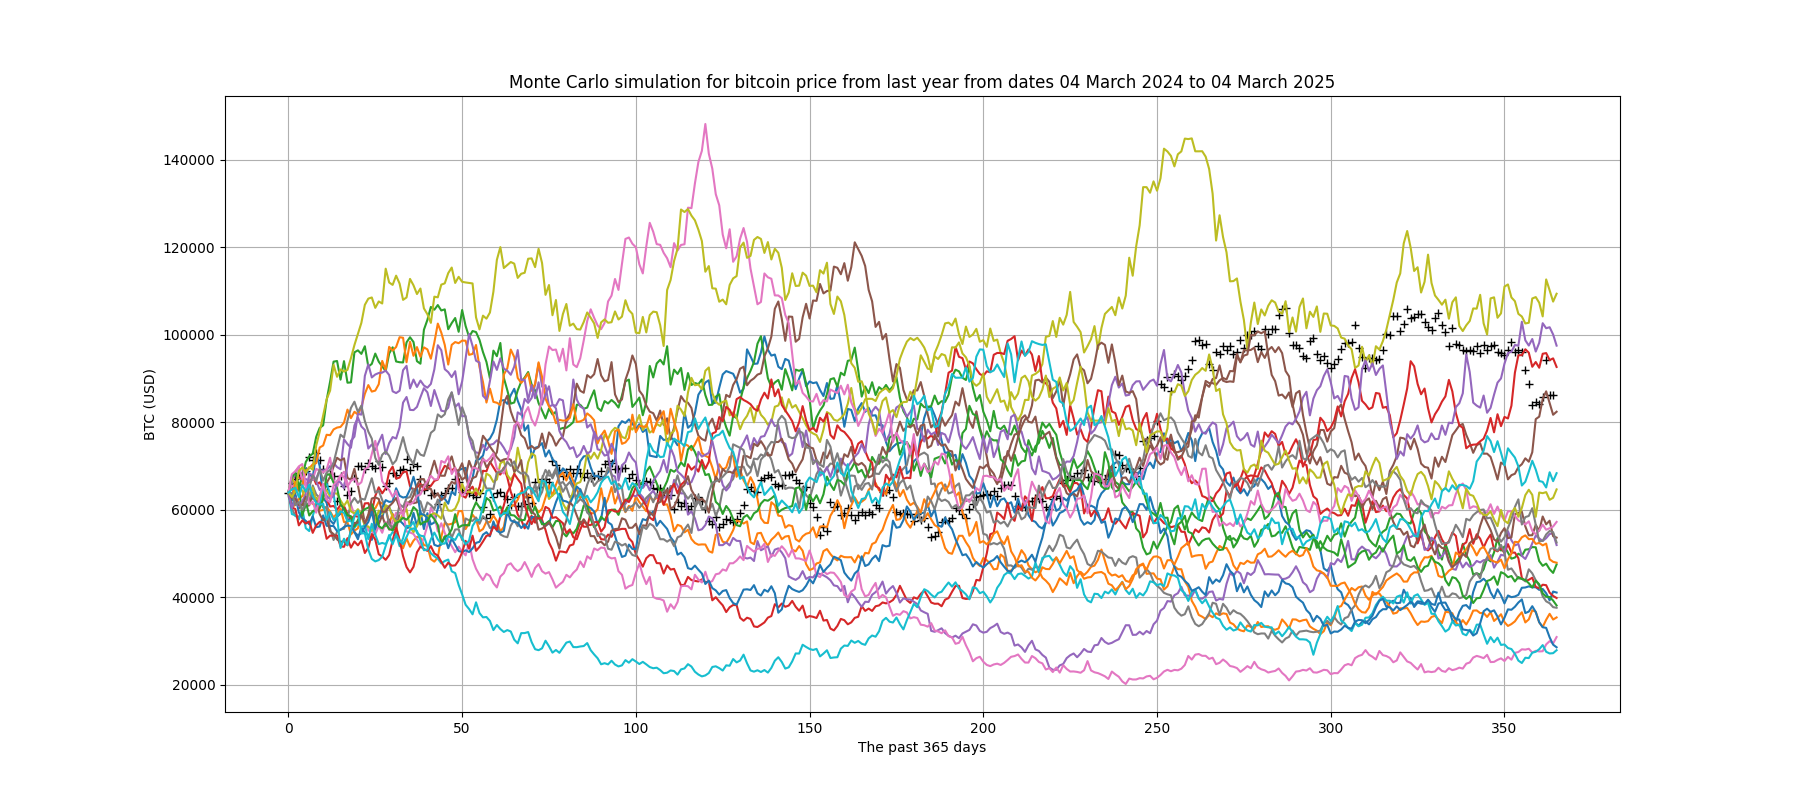 Monte Carlo simulation for bitcoin price from last year from dates 04 March 2024 to 04 March 2025
140000
120000
100000
80000
60000
40000
20000
BTC (USD)
0 50 100 150 200 250 300 350
The past 365 days